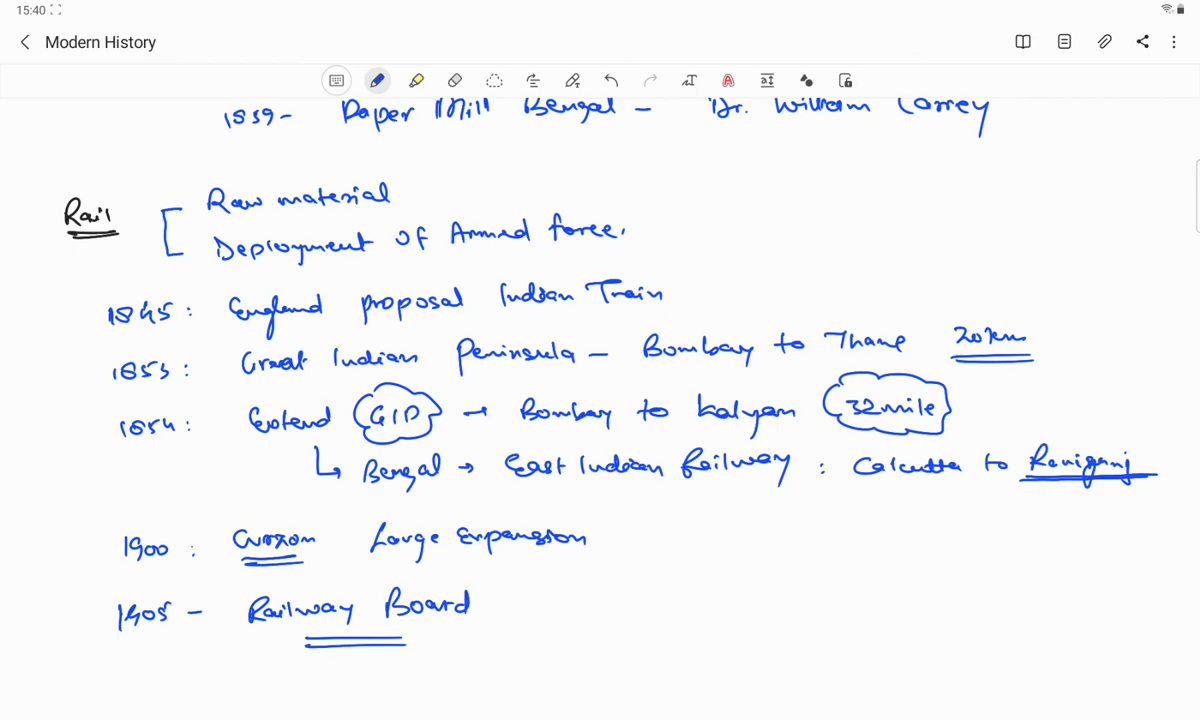 15:40
Modern History
1839- Paper Mill Bengal - Dr. William Carrey
Rail
Raw material
Deployment of Armed force.
1845: England proposal Indian Train
1853: Great Indian Peninsula - Bombay to Thane 20km
1854: Extend GIP → Bombay to Kalyan 32mile
↳ Bengal → East Indian Railway: Calcutta to Raniganj
1900: Curzon Large Expansion
1905 - Railway Board